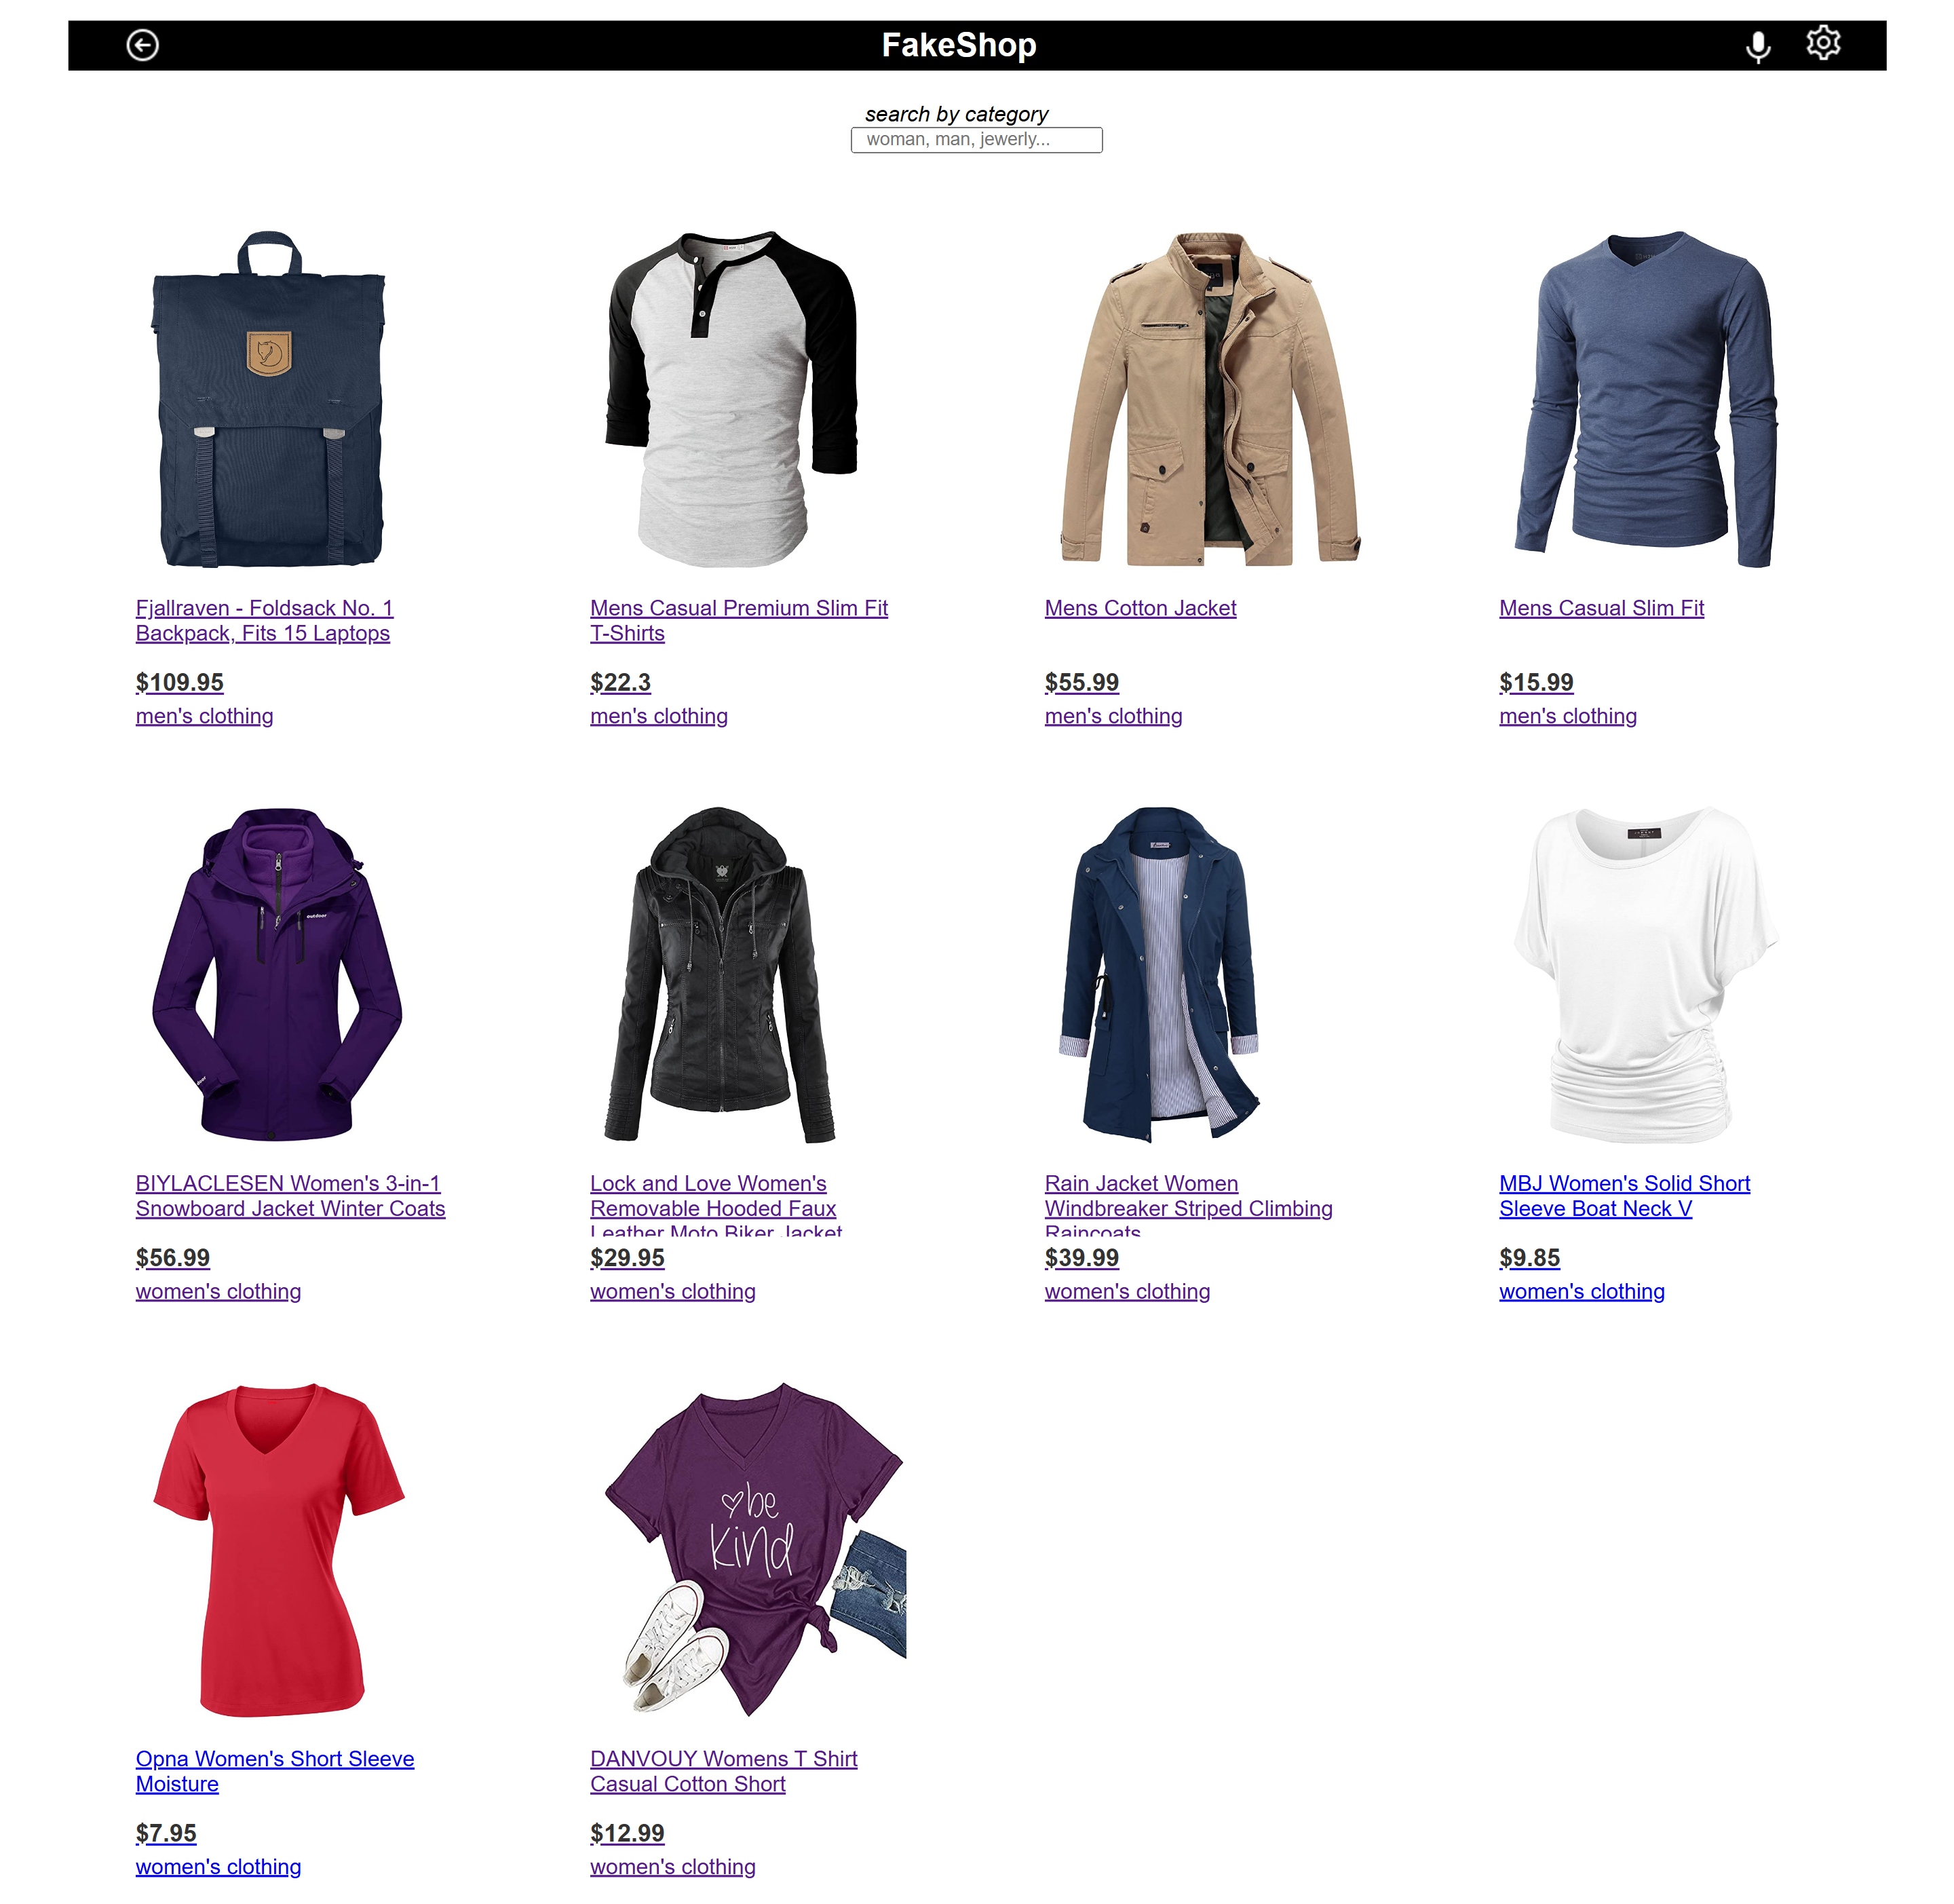 FakeShop
search by category
woman, man, jewerly...
Fjallraven - Foldsack No. 1
Backpack, Fits 15 Laptops
$109.95
men's clothing
Mens Casual Premium Slim Fit
T-Shirts
$22.3
men's clothing
Mens Cotton Jacket
$55.99
men's clothing
Mens Casual Slim Fit
$15.99
men's clothing
outdoor
BIYLACLESEN Women's 3-in-1
Snowboard Jacket Winter Coats
$56.99
women's clothing
Lock and Love Women's
Removable Hooded Faux
Leather Moto Biker Jacket
$29.95
women's clothing
Rain Jacket Women
Windbreaker Striped Climbing
Raincoats
$39.99
women's clothing
MBJ Women's Solid Short
Sleeve Boat Neck V
$9.85
women's clothing
Opna Women's Short Sleeve
Moisture
$7.95
women's clothing
be
kind
DANVOUY Womens T Shirt
Casual Cotton Short
$12.99
women's clothing